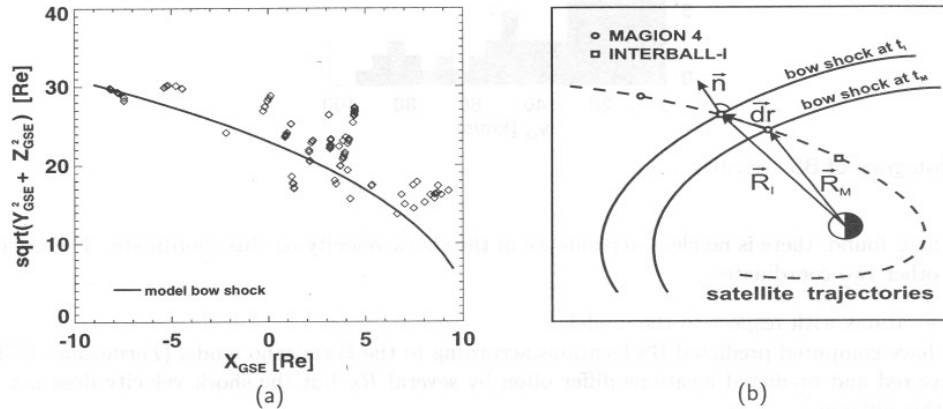 40
30
20
10
0
sqrt(Y²GSE + Z²GSE) [Re]
model bow shock
-10
-5
0
5
10
XGSE [Re]
(a)
MAGION 4
INTERBALL-I
bow shock at tI
bow shock at tM
n
dr
RI
RM
satellite trajectories
(b)